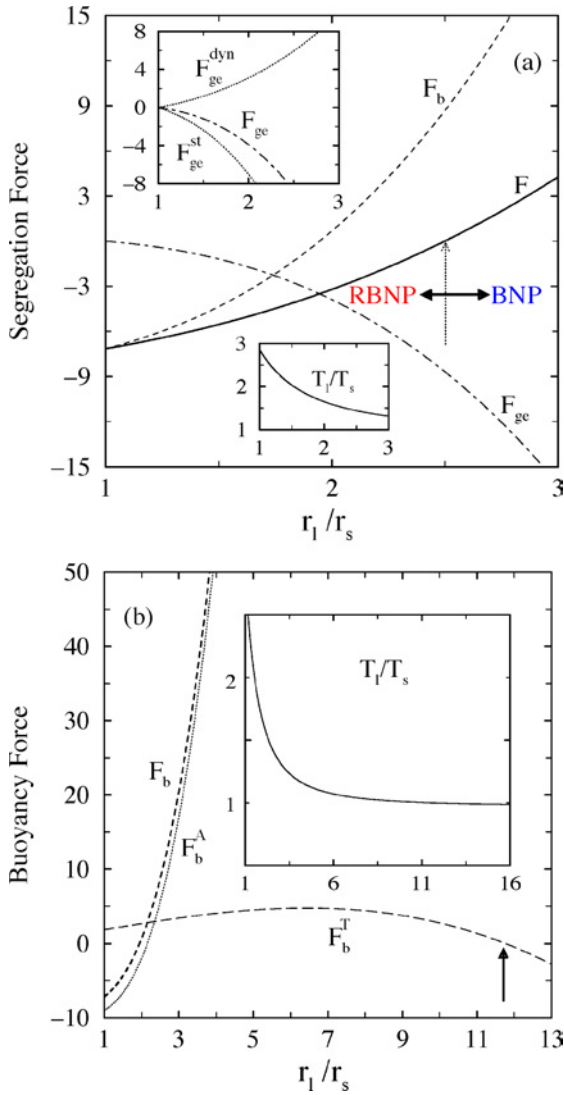 15
9
3
−3
−9
−15
Segregation Force
(a)
8
4
0
−4
−8
F_ge^dyn
F_ge
F_ge^st
1 2 3
F_b
F
RBNP BNP
F_ge
3
2
1
T_l/T_s
1 2 3
1 2 3
r_l /r_s
50
40
30
20
10
0
−10
Buoyancy Force
(b)
2
1
T_l/T_s
1 6 11 16
F_b
F_b^A
F_b^T
1 3 5 7 9 11 13
r_l /r_s